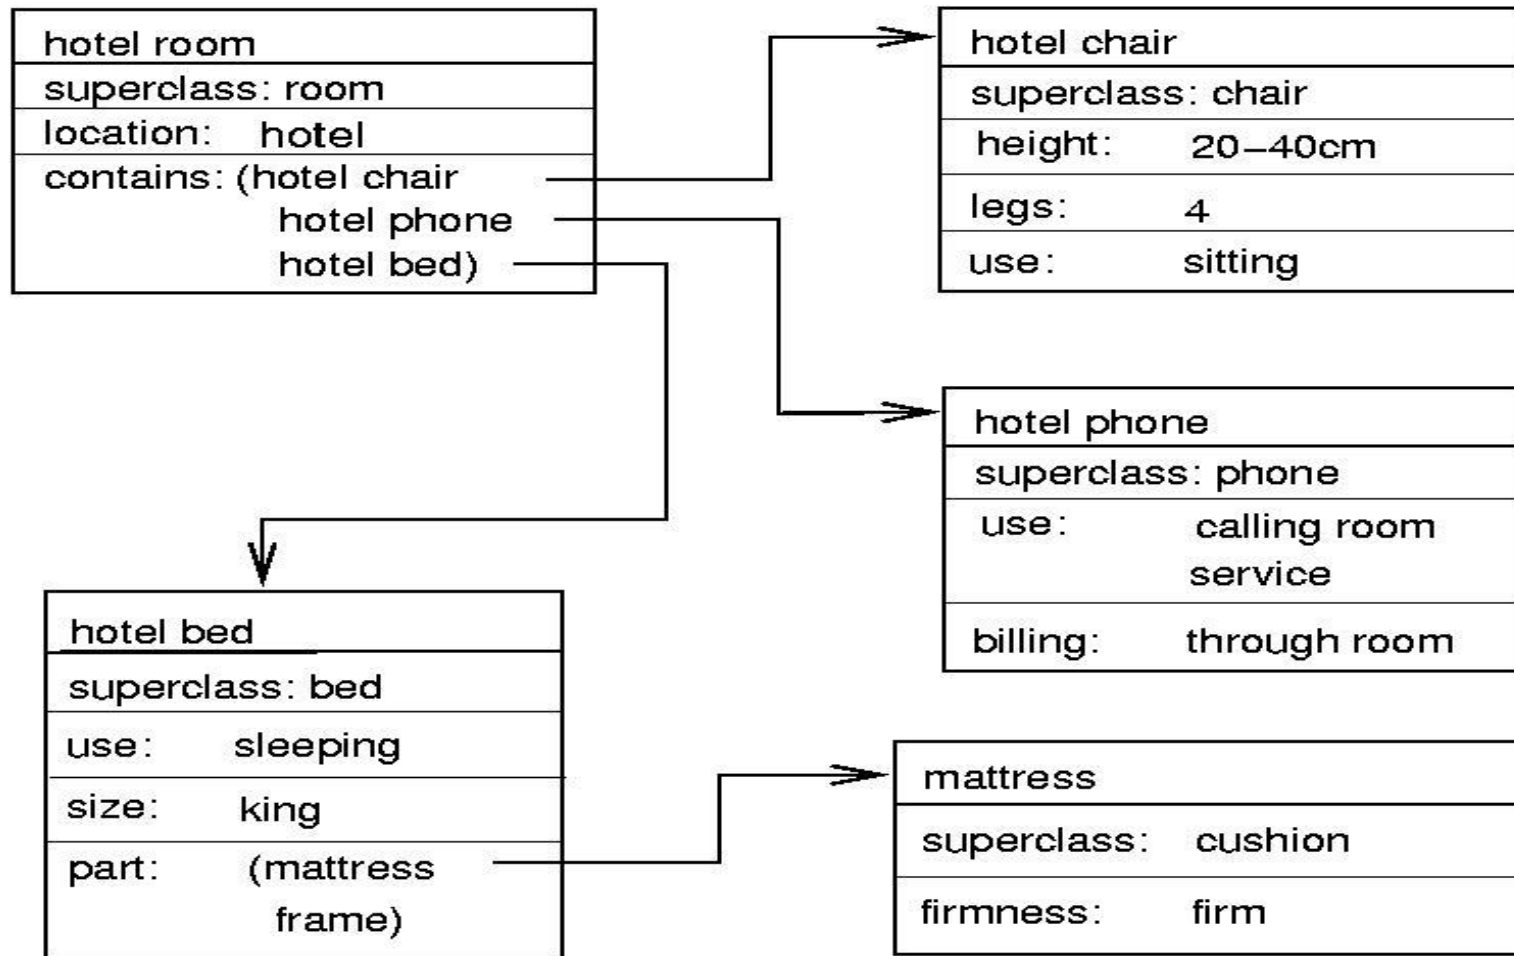 hotel room
superclass: room
location: hotel
contains: (hotel chair
hotel phone
hotel bed)
hotel chair
superclass: chair
height: 20–40cm
legs: 4
use: sitting
hotel phone
superclass: phone
use: calling room
service
billing: through room
hotel bed
superclass: bed
use: sleeping
size: king
part: (mattress
frame)
mattress
superclass: cushion
firmness: firm